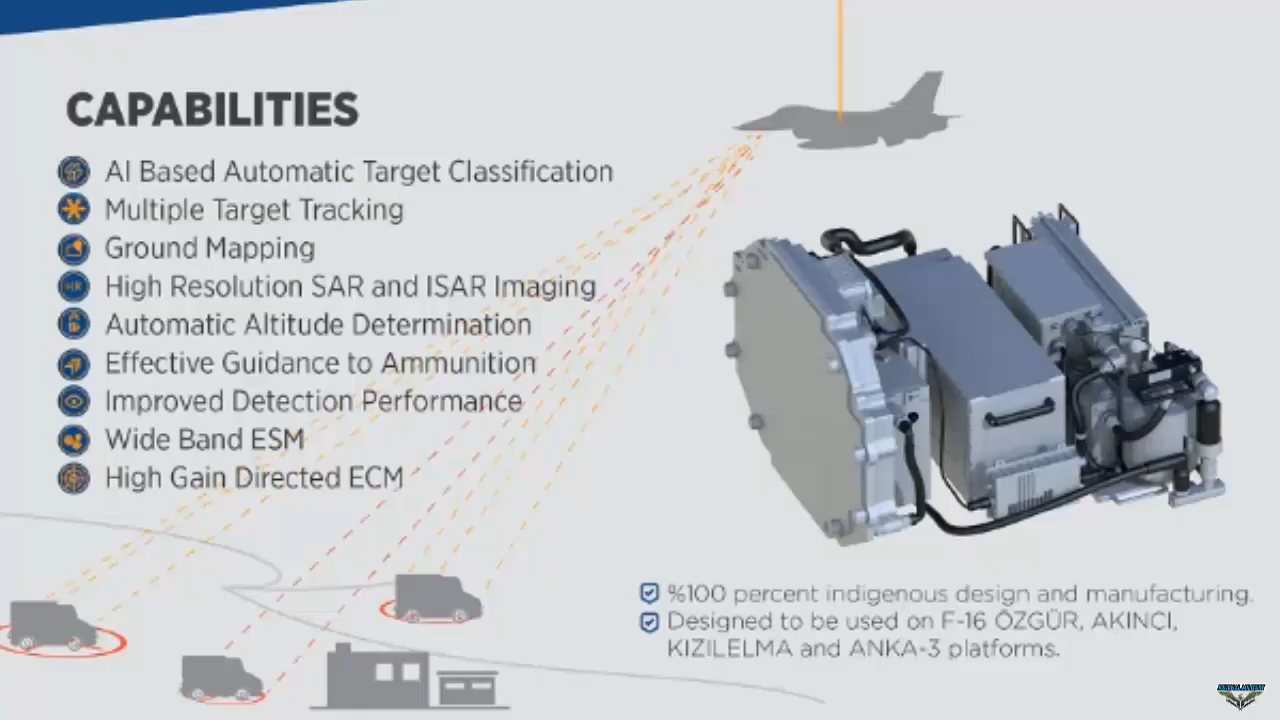 CAPABILITIES
AI Based Automatic Target Classification
Multiple Target Tracking
Ground Mapping
High Resolution SAR and ISAR Imaging
Automatic Altitude Determination
Effective Guidance to Ammunition
Improved Detection Performance
Wide Band ESM
High Gain Directed ECM
%100 percent indigenous design and manufacturing.
Designed to be used on F-16 ÖZGÜR, AKINCI,
KIZILELMA and ANKA-3 platforms.